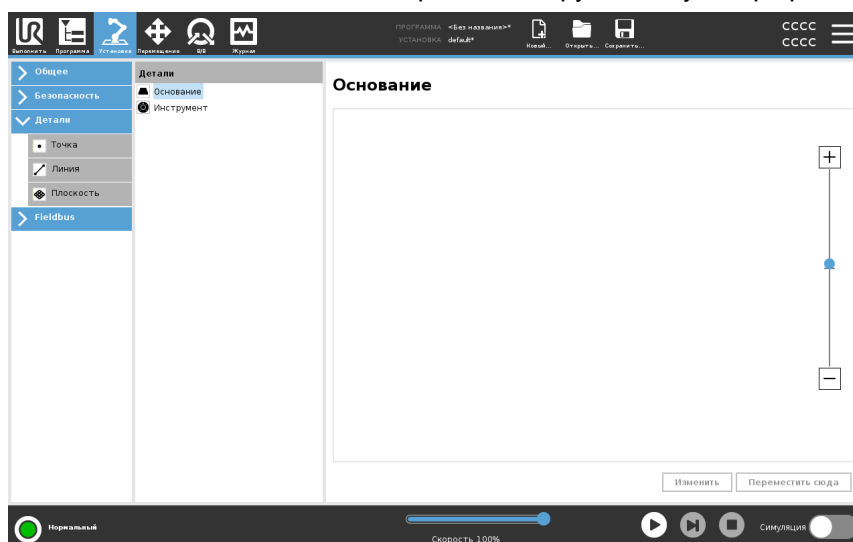 UR
Выполнить Программа Установка Перемещение В/В Журнал
ПРОГРАММА <Без названия>*
УСТАНОВКА default*
Новый... Открыть... Сохранить...
CCCC
CCCC
Общее
Безопасность
Детали
Точка
Линия
Плоскость
Fieldbus
Детали
Основание
Инструмент
Основание
Изменить Переместить сюда
Нормальный
Скорость 100%
Симуляция